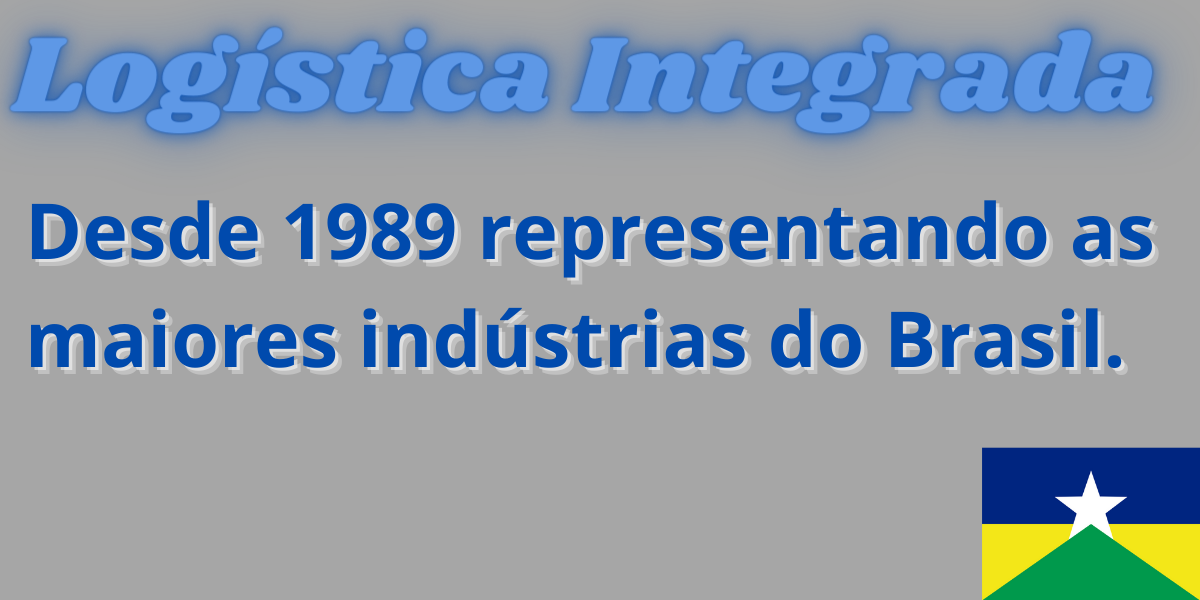 Logística Integrada
Desde 1989 representando as
maiores indústrias do Brasil.